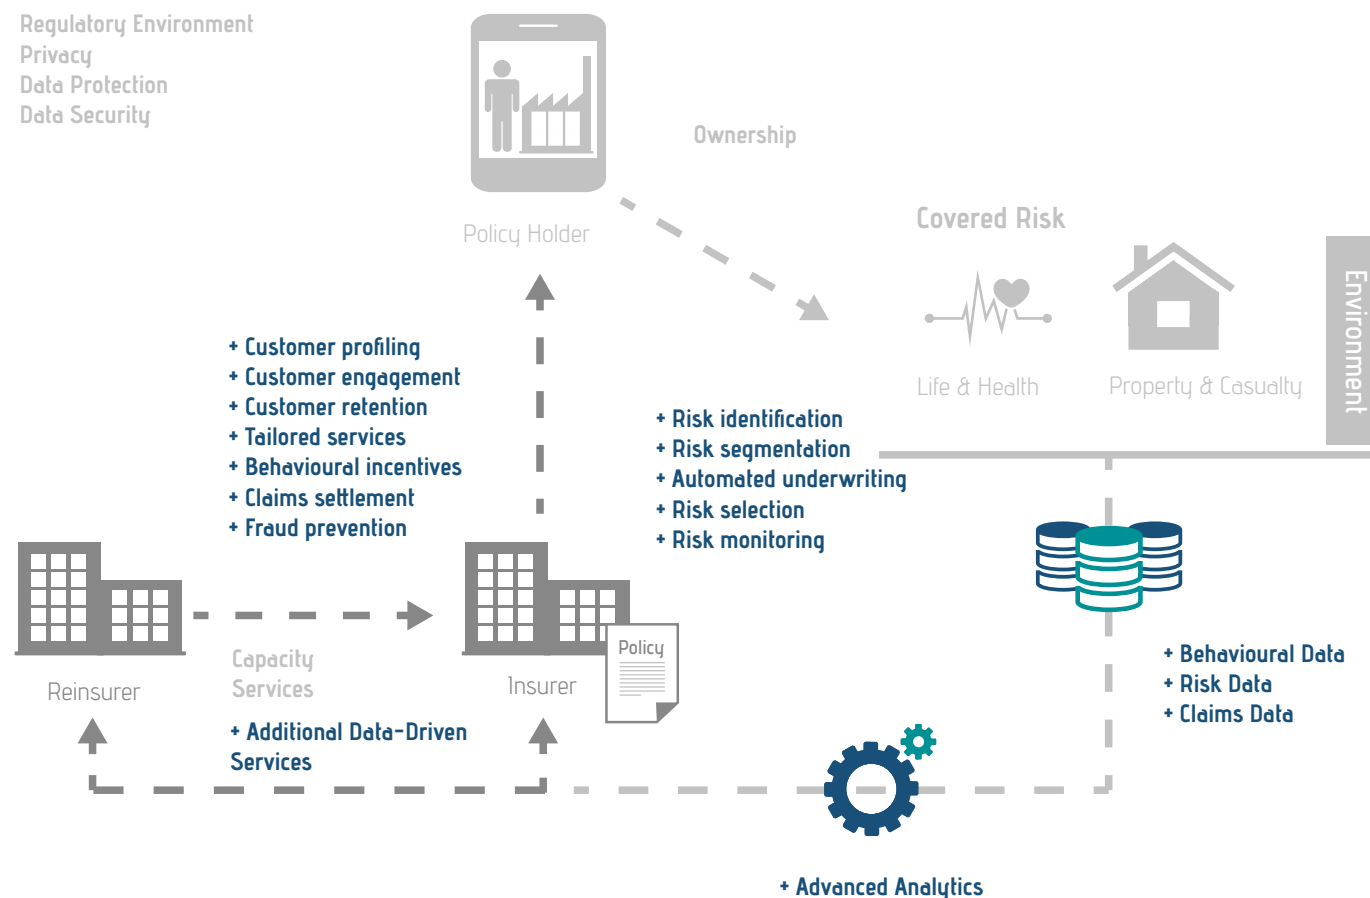 Regulatory Environment
Privacy
Data Protection
Data Security
Ownership
Policy Holder
Covered Risk
Environment
Life & Health
Property & Casualty
+ Customer profiling
+ Customer engagement
+ Customer retention
+ Tailored services
+ Behavioural incentives
+ Claims settlement
+ Fraud prevention
+ Risk identification
+ Risk segmentation
+ Automated underwriting
+ Risk selection
+ Risk monitoring
Reinsurer
Capacity
Services
+ Additional Data-Driven
Services
Insurer
Policy
+ Behavioural Data
+ Risk Data
+ Claims Data
+ Advanced Analytics